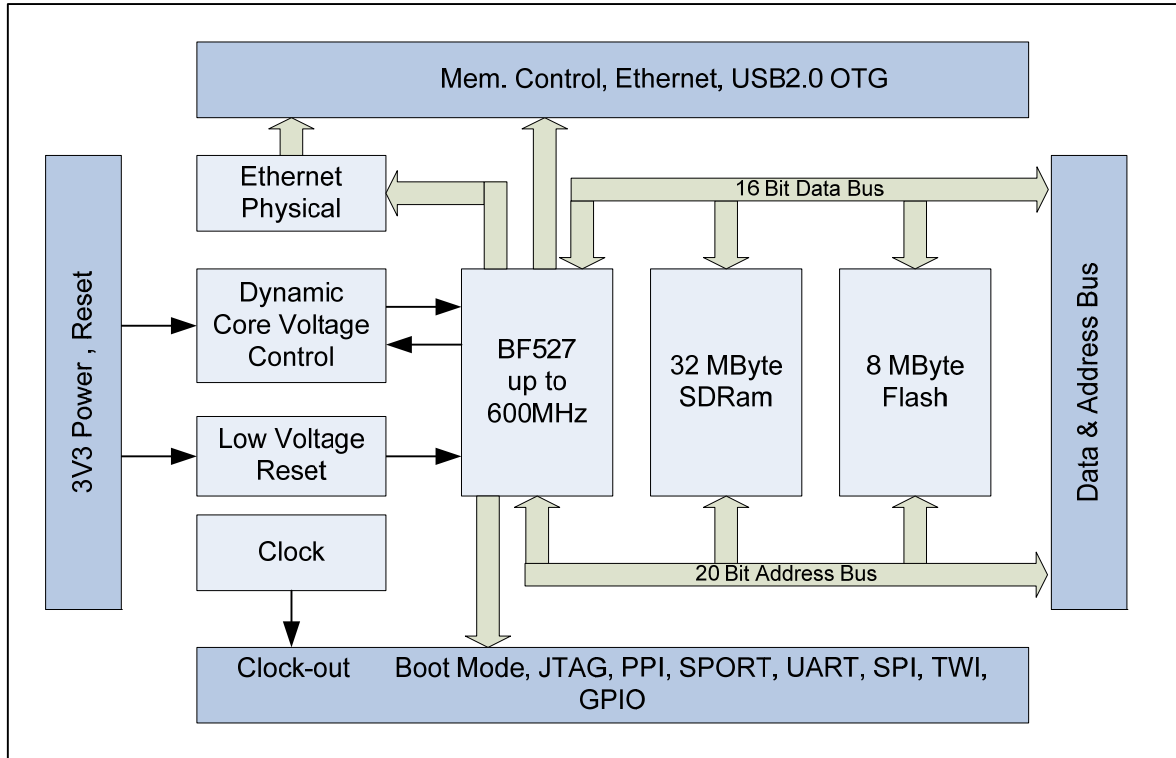 Mem. Control, Ethernet, USB2.0 OTG
Ethernet
Physical
16 Bit Data Bus
3V3 Power , Reset
Dynamic
Core Voltage
Control
BF527
up to
600MHz
32 MByte
SDRam
8 MByte
Flash
Data & Address Bus
Low Voltage
Reset
Clock
20 Bit Address Bus
Clock-out
Boot Mode, JTAG, PPI, SPORT, UART, SPI, TWI,
GPIO